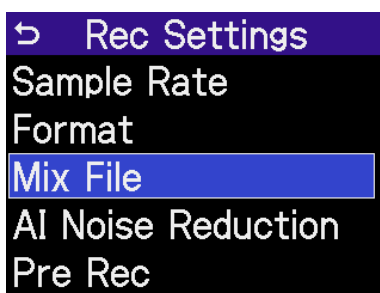 Rec Settings
Sample Rate
Format
Mix File
AI Noise Reduction
Pre Rec